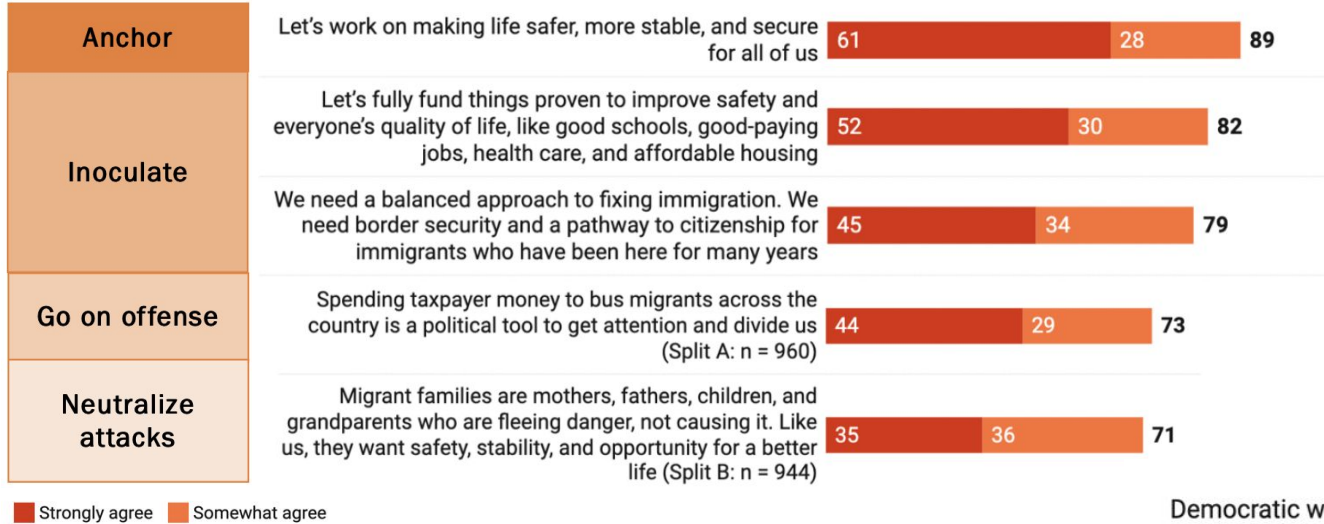 Anchor
Let's work on making life safer, more stable, and secure
for all of us
61
28
89
Inoculate
Let's fully fund things proven to improve safety and
everyone's quality of life, like good schools, good-paying
jobs, health care, and affordable housing
52
30
82
We need a balanced approach to fixing immigration. We
need border security and a pathway to citizenship for
immigrants who have been here for many years
45
34
79
Go on offense
Spending taxpayer money to bus migrants across the
country is a political tool to get attention and divide us
(Split A: n = 960)
44
29
73
Neutralize
attacks
Migrant families are mothers, fathers, children, and
grandparents who are fleeing danger, not causing it. Like
us, they want safety, stability, and opportunity for a better
life (Split B: n = 944)
35
36
71
Strongly agree
Somewhat agree
Democratic w